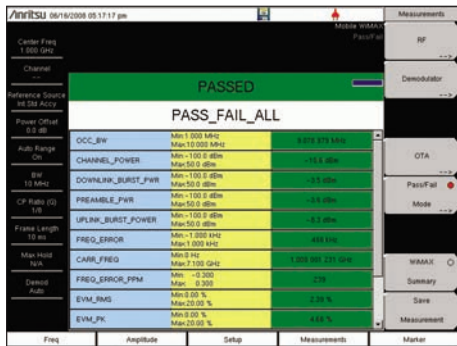 Anritsu 06/16/2008 05:17:17 pm
Measurements
Mobile WiMAX
Pass/Fail
Center Freq
1.000 GHz
Channel
--
Reference Source
Int Std Accy
Power Offset
0.0 dB
Auto Range
On
BW
10 MHz
CP Ratio (G)
1/8
Frame Length
10 ms
Max Hold
N/A
Demod
Auto
PASSED
PASS_FAIL_ALL
OCC_BW Min:1.000 MHz Max:10.000 MHz
CHANNEL_POWER Min:-100.0 dBm Max:50.0 dBm
DOWNLINK_BURST_PWR Min:-100.0 dBm Max:50.0 dBm
PREAMBLE_PWR Min:-100.0 dBm Max:50.0 dBm
UPLINK_BURST_POWER Min:-100.0 dBm Max:50.0 dBm
FREQ_ERROR Min:-1.000 kHz Max:1.000 kHz
CARR_FREQ Min:0 Hz Max:7.100 GHz
FREQ_ERROR_PPM Min: -0.300 Max: 0.300
EVM_RMS Min:0.00 % Max:20.00 %
EVM_PK Min:0.00 % Max:20.00 %
RF
-->
Demodulator
-->
OTA
-->
Pass/Fail
Mode
-->
WiMAX
Summary
Save
Measurement
Freq
Amplitude
Setup
Measurements
Marker